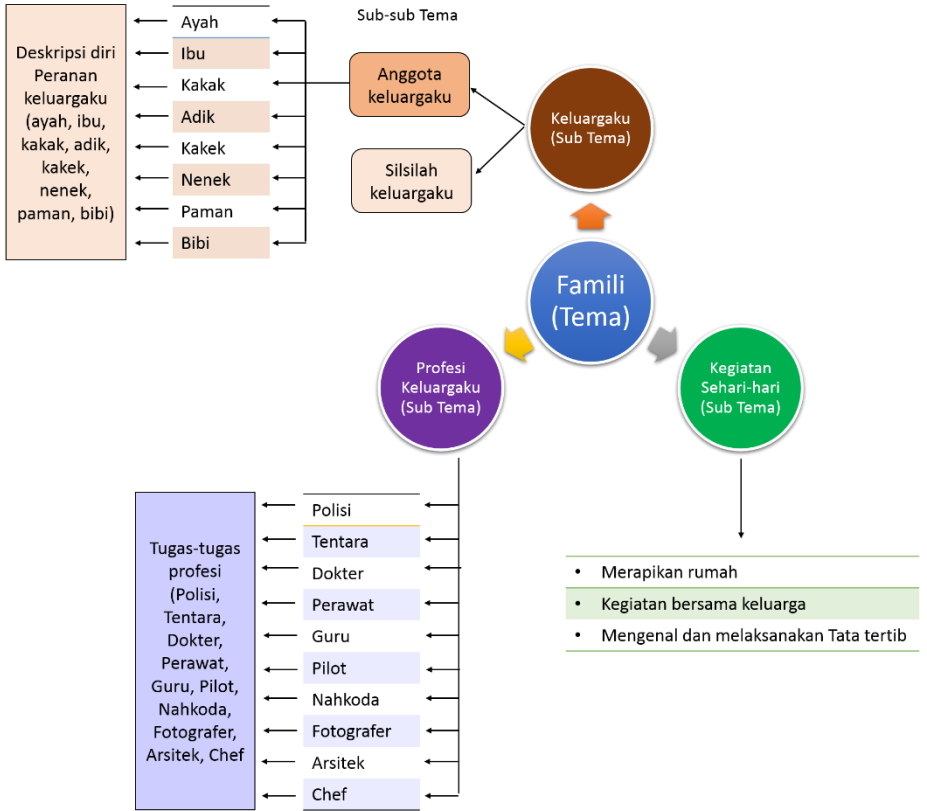 Sub-sub Tema
Deskripsi diri
Peranan
keluargaku
(ayah, ibu,
kakak, adik,
kakek,
nenek,
paman, bibi)
Ayah
Ibu
Kakak
Adik
Kakek
Nenek
Paman
Bibi
Anggota
keluargaku
Silsilah
keluargaku
Keluargaku
(Sub Tema)
Famili
(Tema)
Profesi
Keluargaku
(Sub Tema)
Kegiatan
Sehari-hari
(Sub Tema)
Tugas-tugas
profesi
(Polisi,
Tentara,
Dokter,
Perawat,
Guru, Pilot,
Nahkoda,
Fotografer,
Arsitek, Chef
Polisi
Tentara
Dokter
Perawat
Guru
Pilot
Nahkoda
Fotografer
Arsitek
Chef
• Merapikan rumah
• Kegiatan bersama keluarga
• Mengenal dan melaksanakan Tata tertib